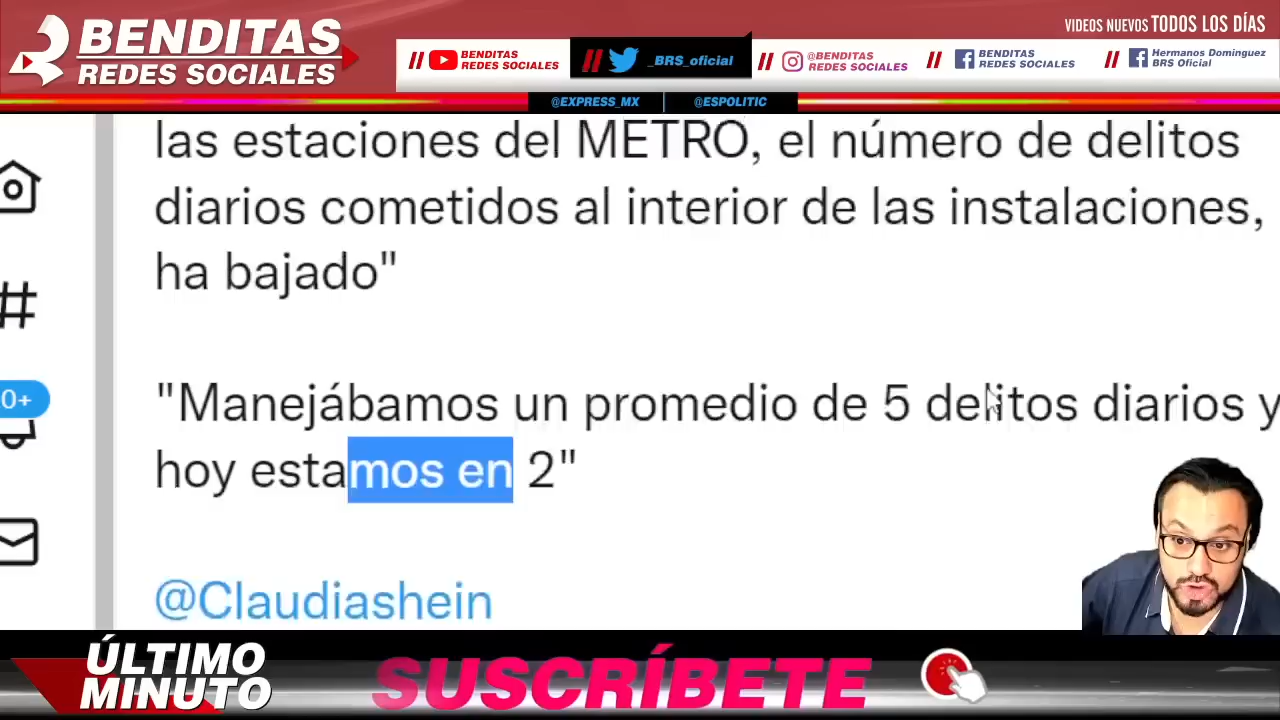 BENDITAS
REDES SOCIALES
VIDEOS NUEVOS TODOS LOS DÍAS
// BENDITAS REDES SOCIALES
// _BRS_oficial
// @BENDITAS REDES SOCIALES
// BENDITAS REDES SOCIALES
// Hermanos Dominguez BRS Oficial
@EXPRESS_MX
@ESPOLITIC
las estaciones del METRO, el número de delitos
diarios cometidos al interior de las instalaciones,
ha bajado"
"Manejábamos un promedio de 5 delitos diarios y
hoy estamos en 2"
@Claudiashein
0+
ÚLTIMO
MINUTO
SUSCRÍBETE